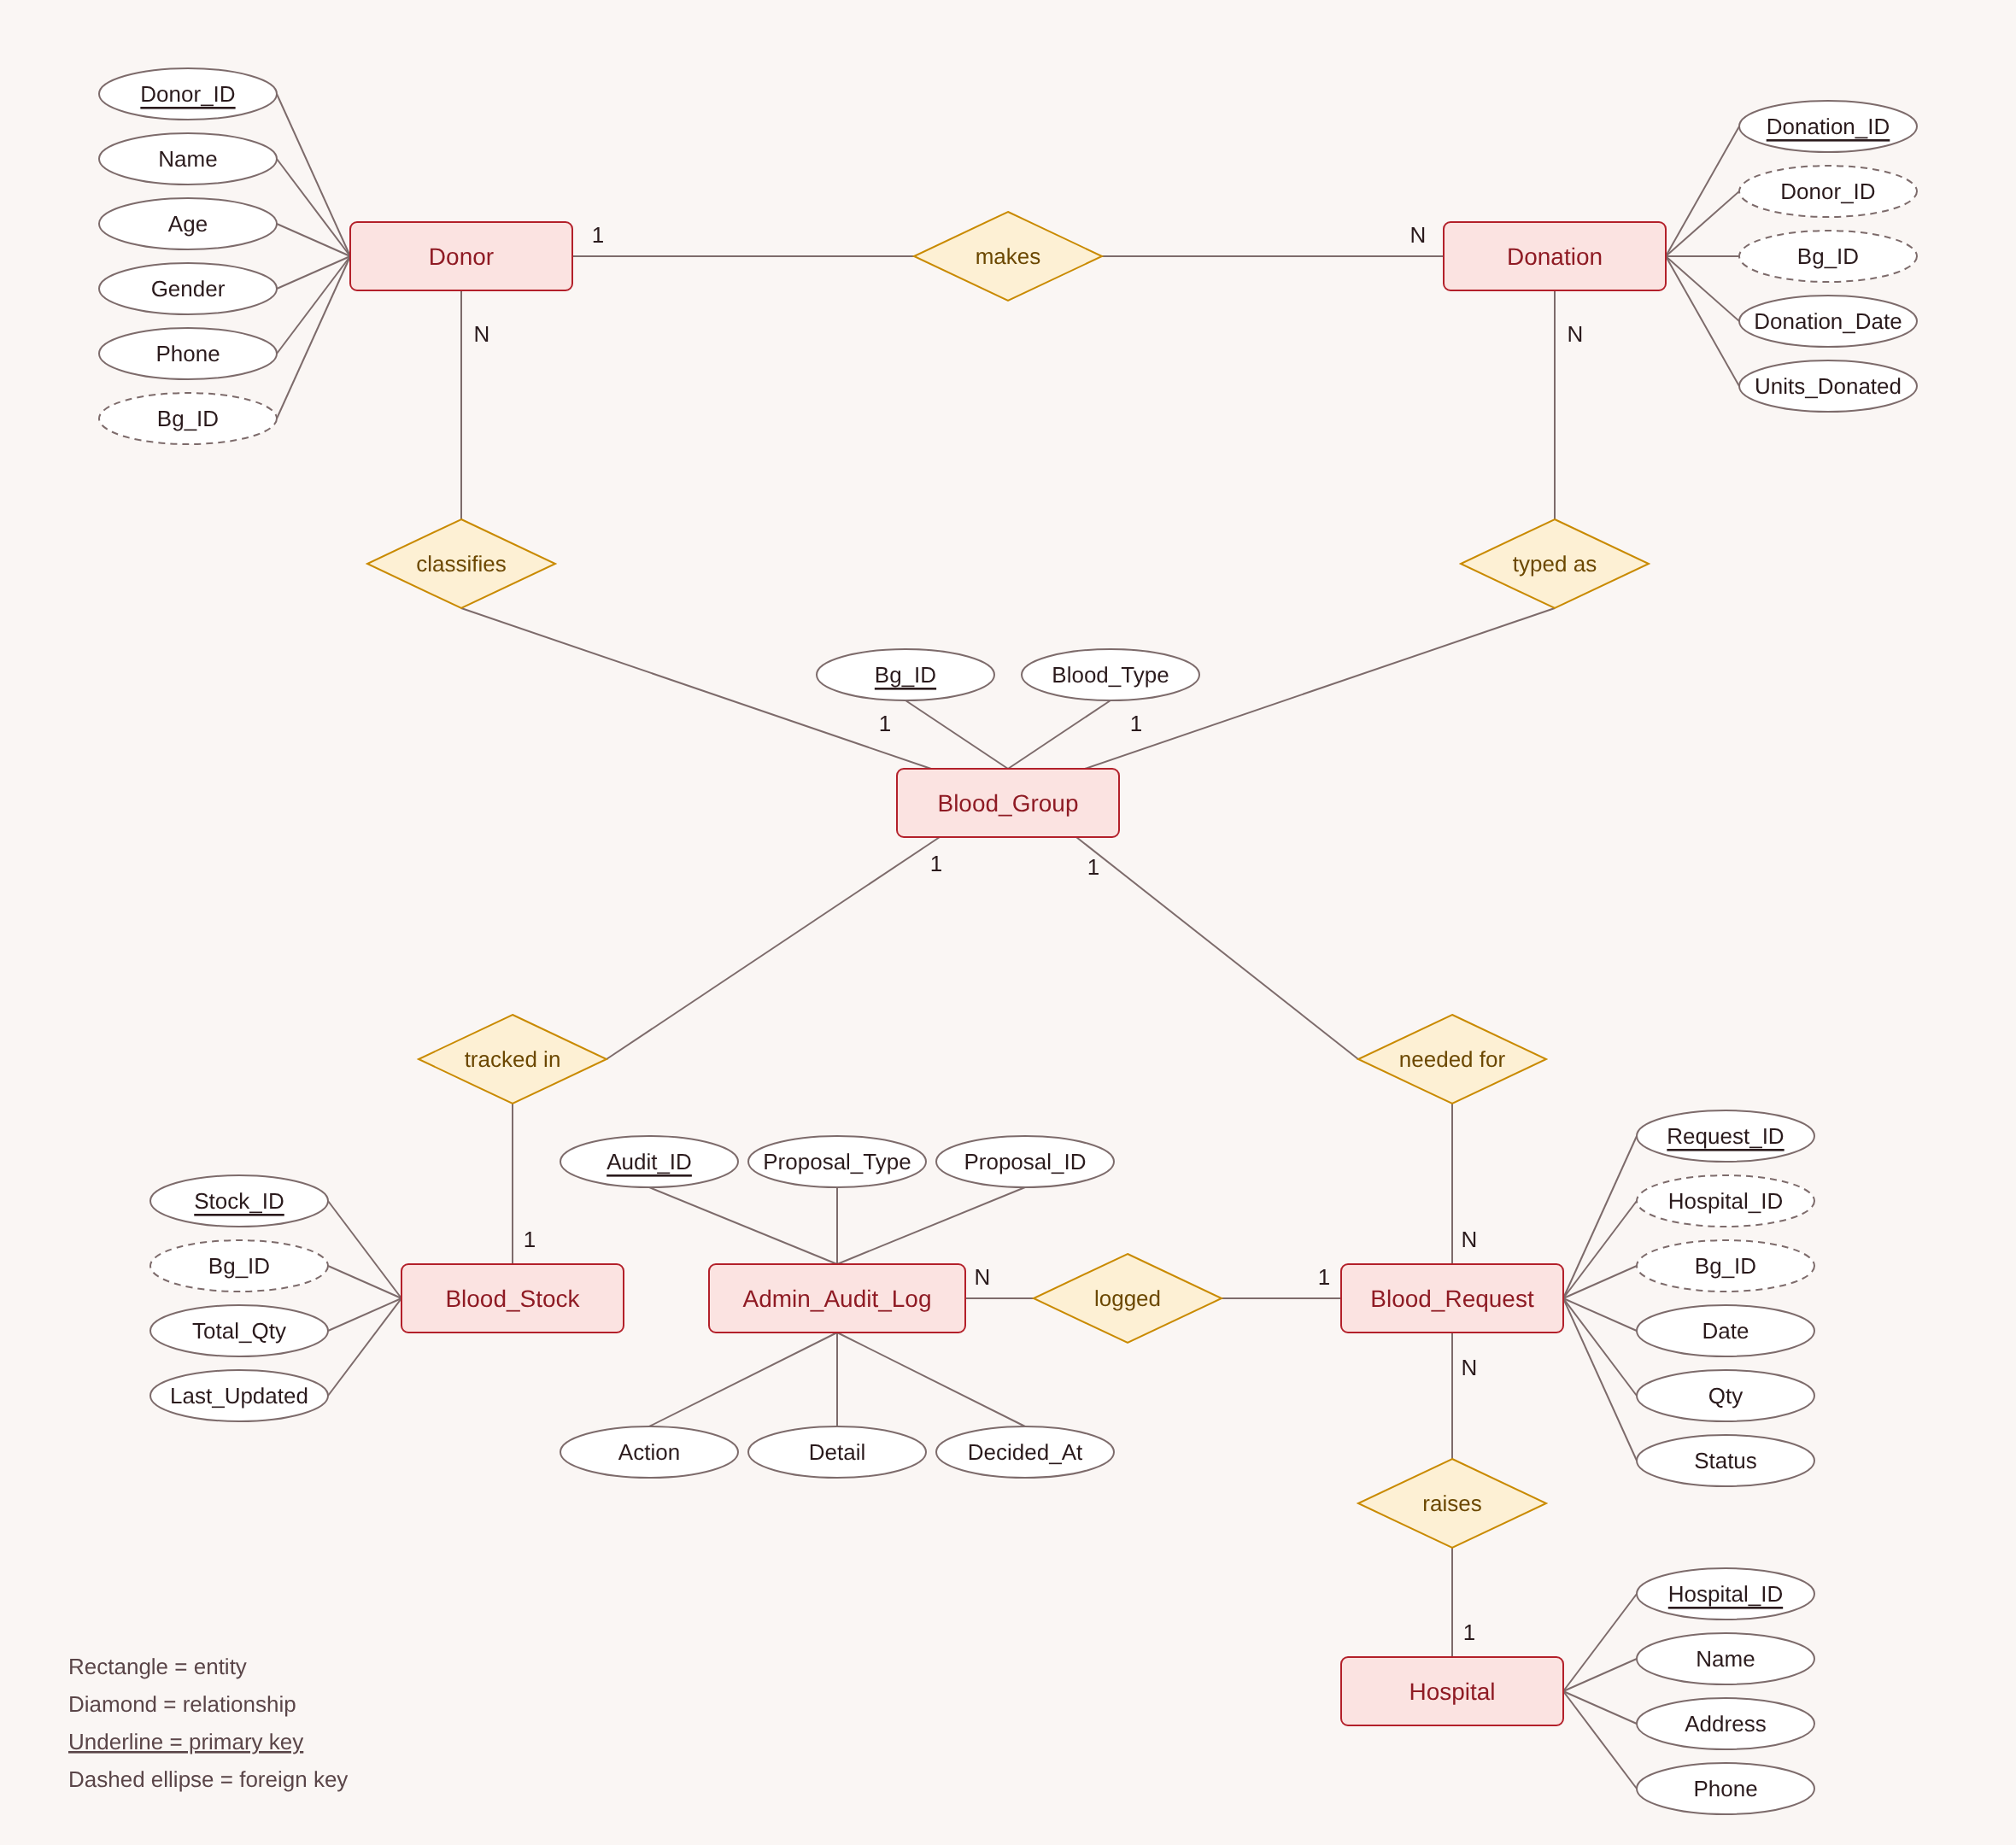 Donor_ID
Name
Age
Gender
Phone
Bg_ID
Donor
1
makes
N
Donation
Donation_ID
Donor_ID
Bg_ID
Donation_Date
Units_Donated
N
N
classifies
typed as
Bg_ID
Blood_Type
1
1
Blood_Group
1
1
tracked in
needed for
Stock_ID
Bg_ID
Total_Qty
Last_Updated
1
Blood_Stock
Audit_ID
Proposal_Type
Proposal_ID
Admin_Audit_Log
N
logged
1
Action
Detail
Decided_At
N
Blood_Request
Request_ID
Hospital_ID
Bg_ID
Date
Qty
Status
N
raises
1
Hospital
Hospital_ID
Name
Address
Phone
Rectangle = entity
Diamond = relationship
Underline = primary key
Dashed ellipse = foreign key